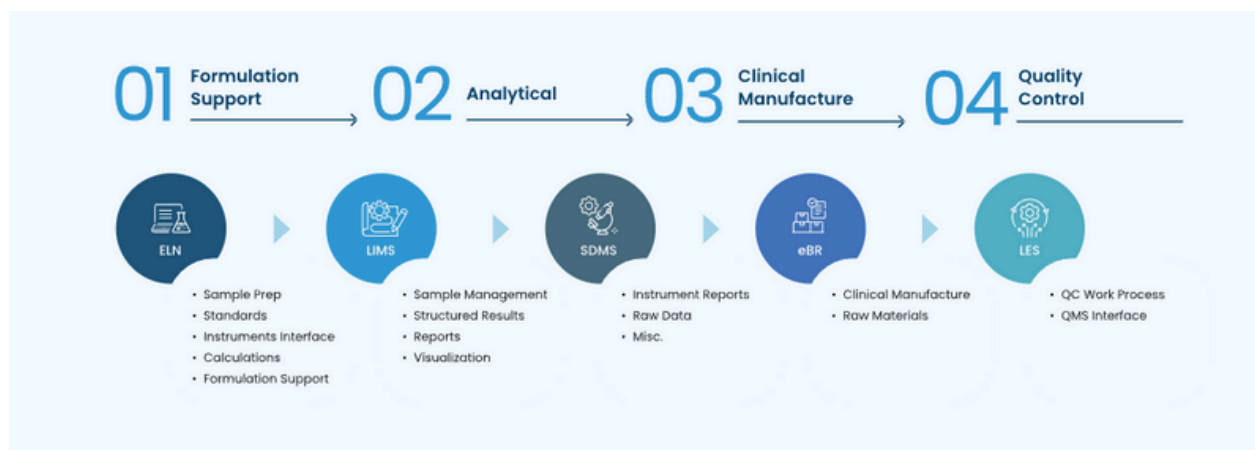 01 Formulation
Support
02 Analytical
03 Clinical
Manufacture
04 Quality
Control
ELN
• Sample Prep
• Standards
• Instruments Interface
• Calculations
• Formulation Support
LIMS
• Sample Management
• Structured Results
• Reports
• Visualization
SDMS
• Instrument Reports
• Raw Data
• Misc.
eBR
• Clinical Manufacture
• Raw Materials
LES
• QC Work Process
• QMS Interface